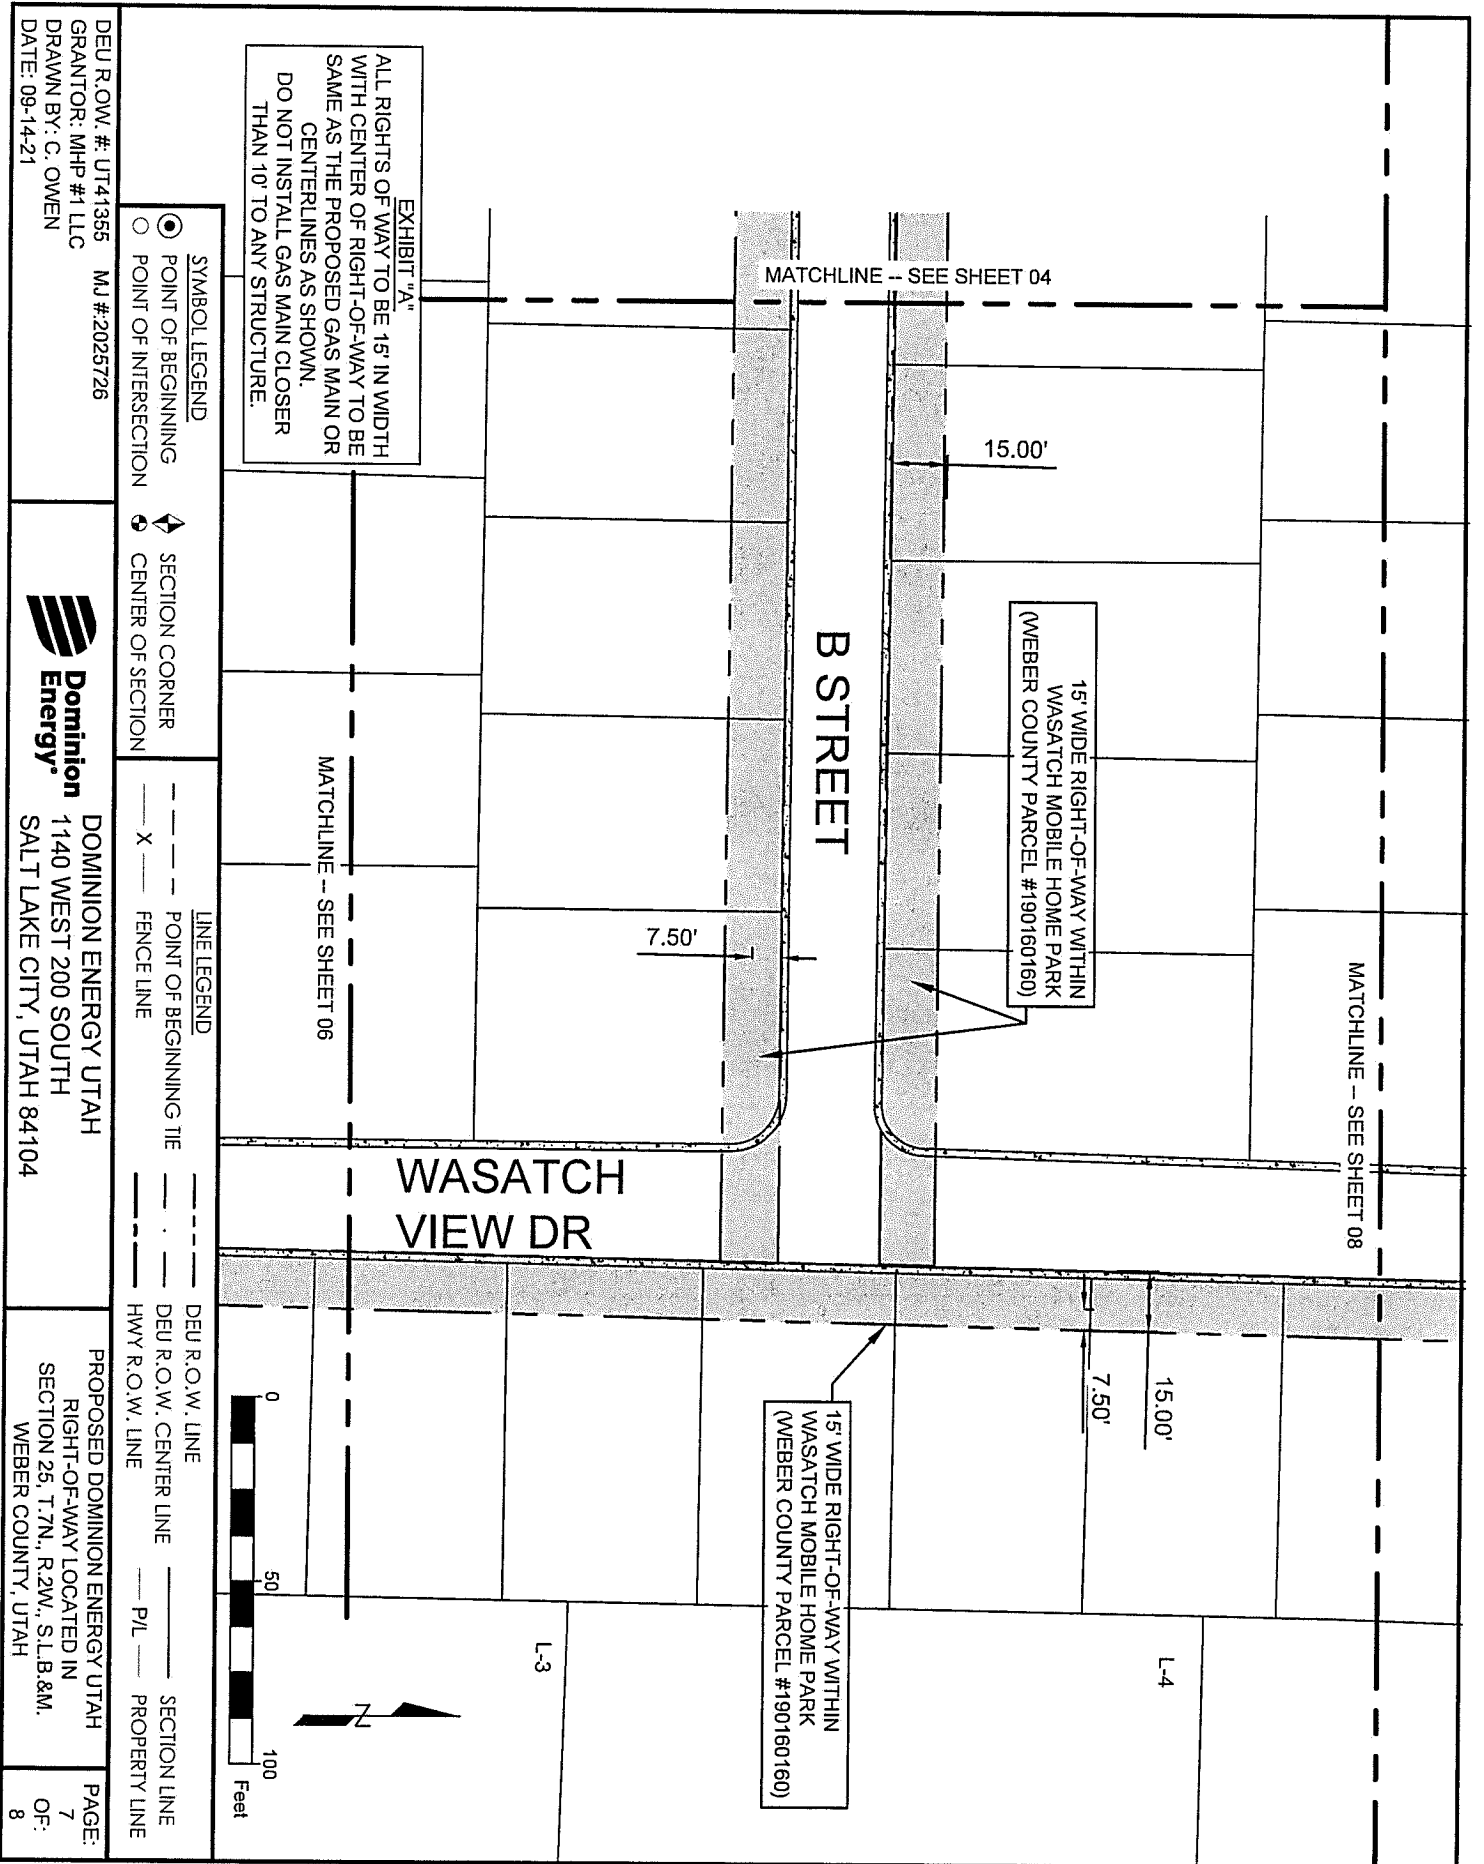 MATCHLINE -- SEE SHEET 08
MATCHLINE -- SEE SHEET 04
15.00'
15' WIDE RIGHT-OF-WAY WITHIN
WASATCH MOBILE HOME PARK
(WEBER COUNTY PARCEL #190160160)
B STREET
7.50'
WASATCH
VIEW DR
15.00'
7.50'
15' WIDE RIGHT-OF-WAY WITHIN
WASATCH MOBILE HOME PARK
(WEBER COUNTY PARCEL #190160160)
L-4
L-3
N
MATCHLINE -- SEE SHEET 06
EXHIBIT "A"
ALL RIGHTS OF WAY TO BE 15' IN WIDTH
WITH CENTER OF RIGHT-OF-WAY TO BE
SAME AS THE PROPOSED GAS MAIN OR
CENTERLINES AS SHOWN.
DO NOT INSTALL GAS MAIN CLOSER
THAN 10' TO ANY STRUCTURE.
0 50 100
Feet
SYMBOL LEGEND
POINT OF BEGINNING
SECTION CORNER
POINT OF INTERSECTION
CENTER OF SECTION
LINE LEGEND
POINT OF BEGINNING TIE
X FENCE LINE
DEU R.O.W. LINE
DEU R.O.W. CENTER LINE
HWY R.O.W. LINE
SECTION LINE
P/L PROPERTY LINE
DEU R.OW. #: UT41355 MJ #:2025726
GRANTOR: MHP #1 LLC
DRAWN BY: C. OWEN
DATE: 09-14-21
Dominion
Energy®
DOMINION ENERGY UTAH
1140 WEST 200 SOUTH
SALT LAKE CITY, UTAH 84104
PROPOSED DOMINION ENERGY UTAH
RIGHT-OF-WAY LOCATED IN
SECTION 25, T.7N., R.2W., S.L.B.&M.
WEBER COUNTY, UTAH
PAGE:
7
OF:
8